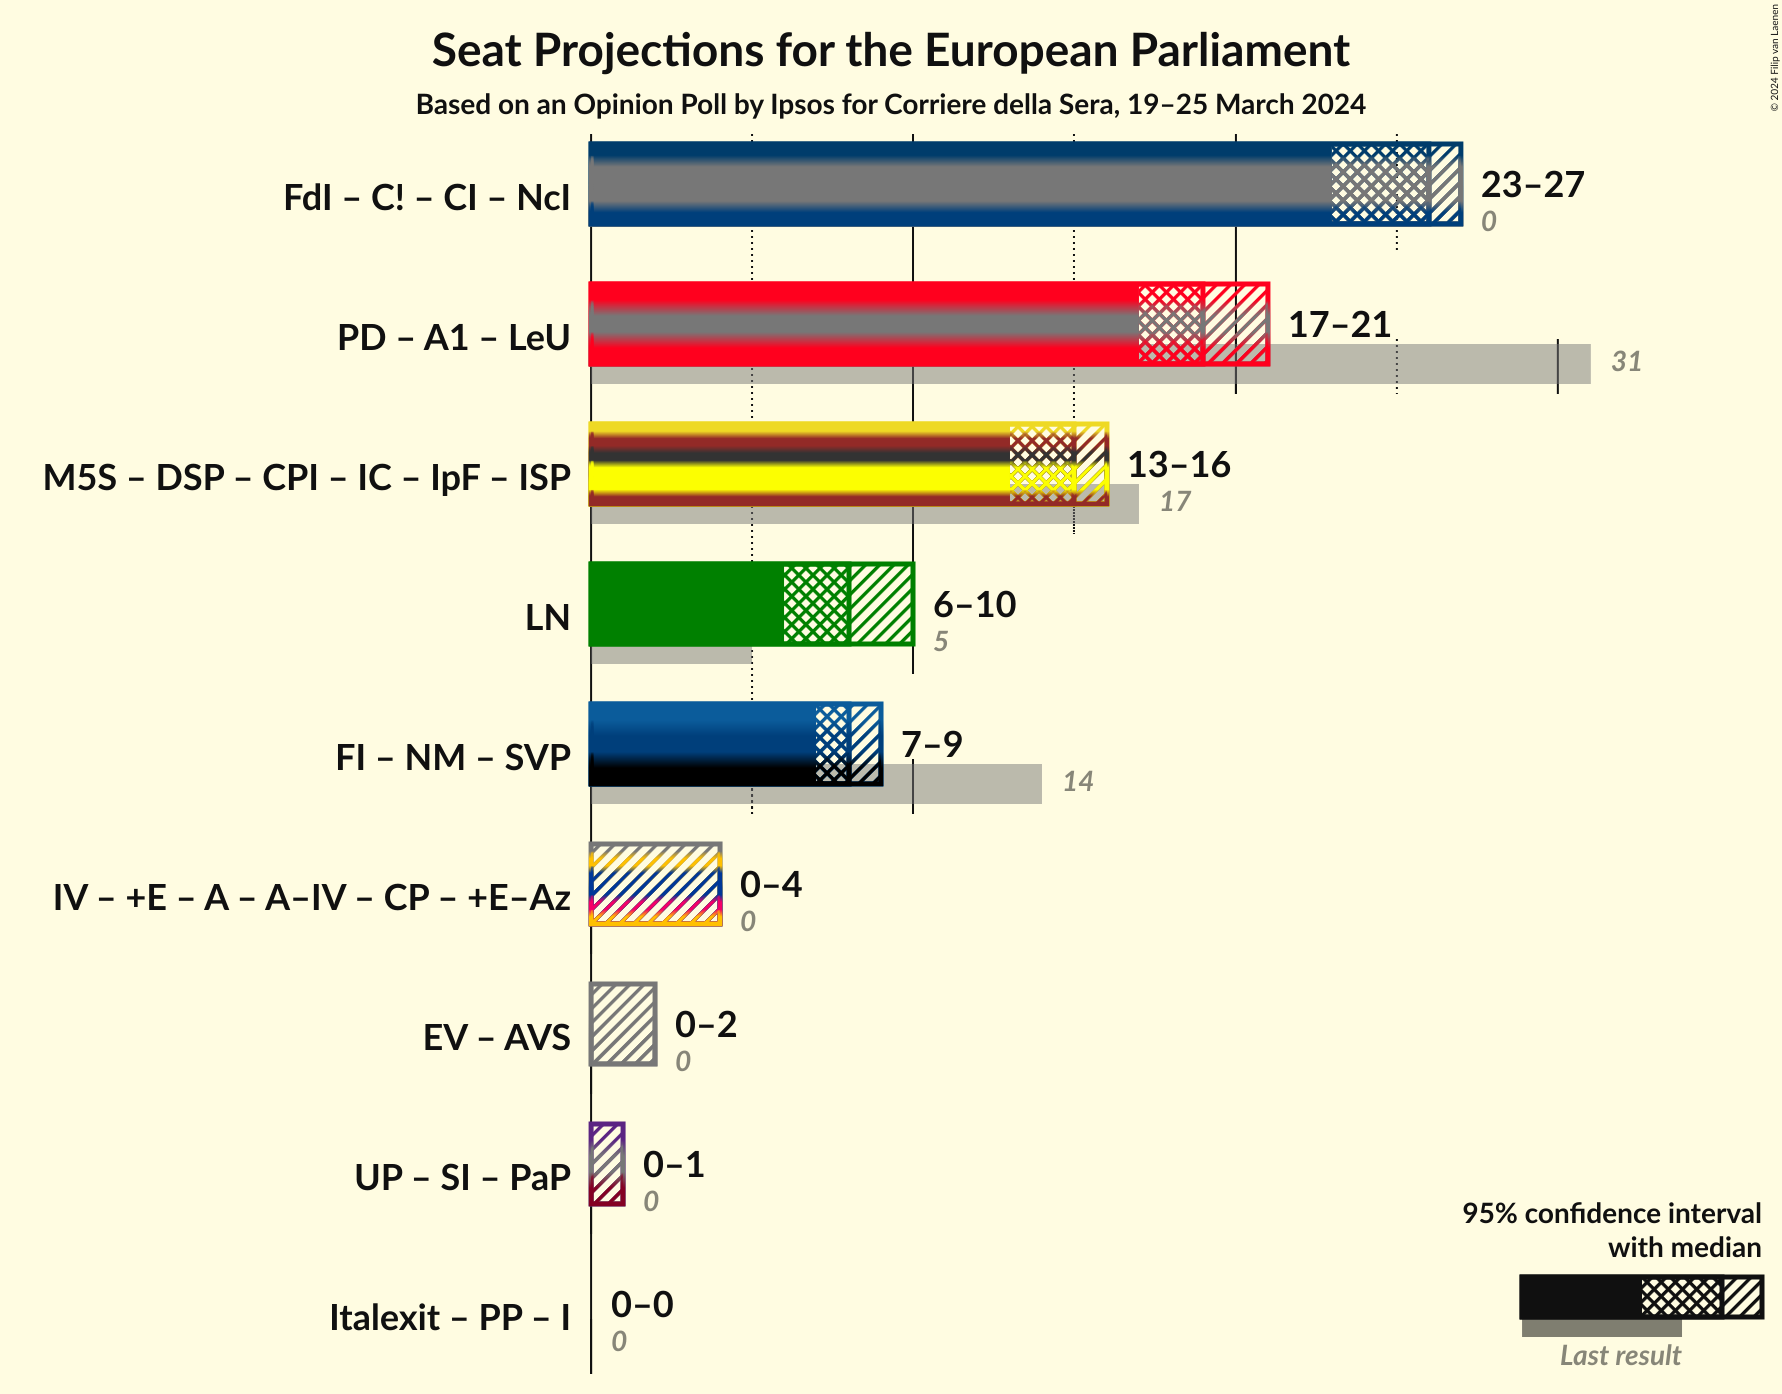 Seat Projections for the European Parliament
Based on an Opinion Poll by Ipsos for Corriere della Sera, 19–25 March 2024
© 2024 Filip van Laenen
FdI – C! – CI – NcI
23–27
0
PD – A1 – LeU
17–21
31
M5S – DSP – CPI – IC – IpF – ISP
13–16
17
LN
6–10
5
FI – NM – SVP
7–9
14
IV – +E – A – A–IV – CP – +E–Az
0–4
0
EV – AVS
0–2
0
UP – SI – PaP
0–1
0
Italexit – PP – I
0–0
0
95% confidence interval
with median
Last result